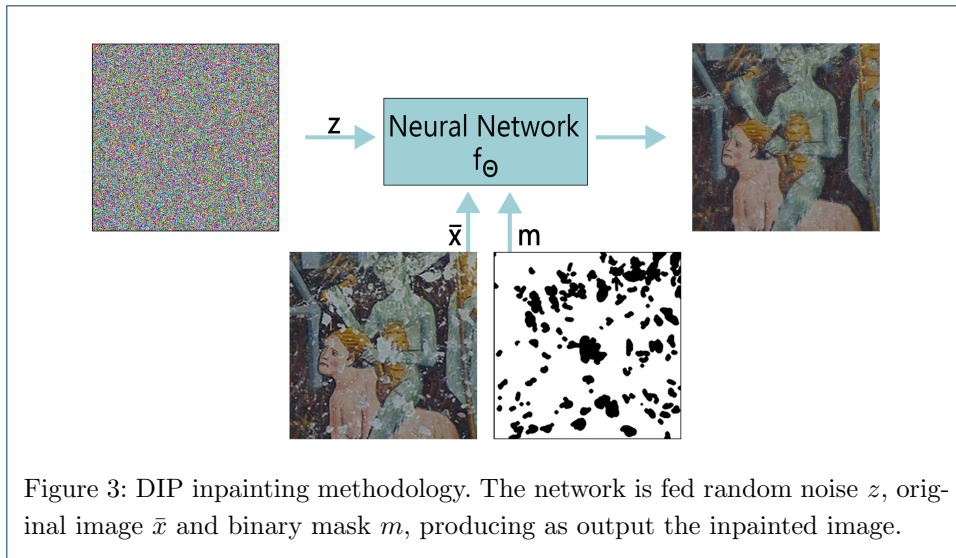 z
Neural Network
f_Θ
x̄
m
Figure 3: DIP inpainting methodology. The network is fed random noise z, orig-
inal image x̄ and binary mask m, producing as output the inpainted image.